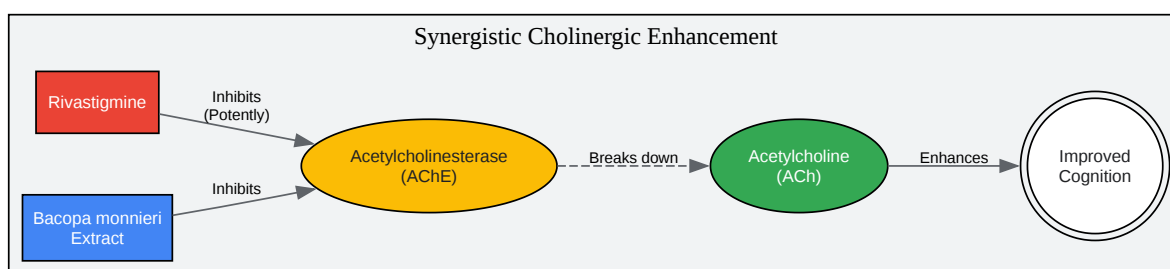 Synergistic Cholinergic Enhancement
Rivastigmine
Inhibits
(Potently)
Bacopa monnieri
Extract
Inhibits
Acetylcholinesterase
(AChE)
Breaks down
Acetylcholine
(ACh)
Enhances
Improved
Cognition